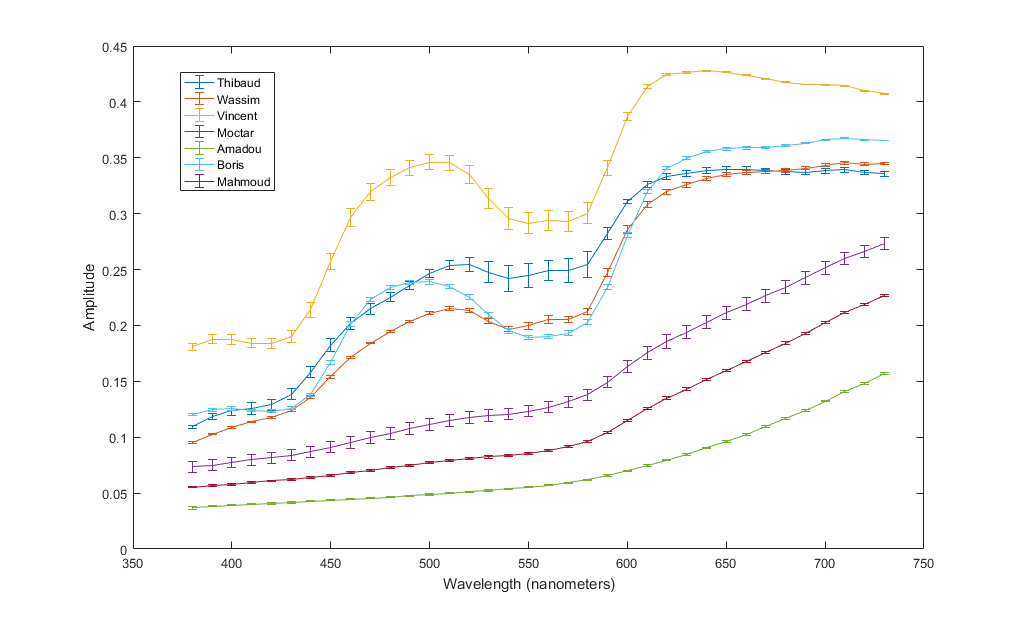 0.45
0.4
0.35
0.3
0.25
0.2
0.15
0.1
0.05
0
Amplitude
Thibaud
Wassim
Vincent
Moctar
Amadou
Boris
Mahmoud
350 400 450 500 550 600 650 700 750
Wavelength (nanometers)